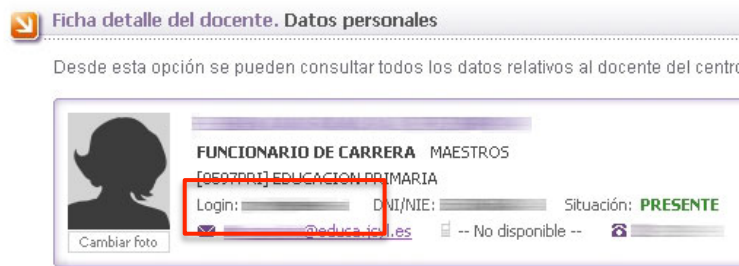 Ficha detalle del docente. Datos personales
Desde esta opción se pueden consultar todos los datos relativos al docente del centro
FUNCIONARIO DE CARRERA MAESTROS
[0597PRI] EDUCACION PRIMARIA
Login: DNI/NIE: Situación: PRESENTE
@educa.jcyl.es -- No disponible --
Cambiar foto